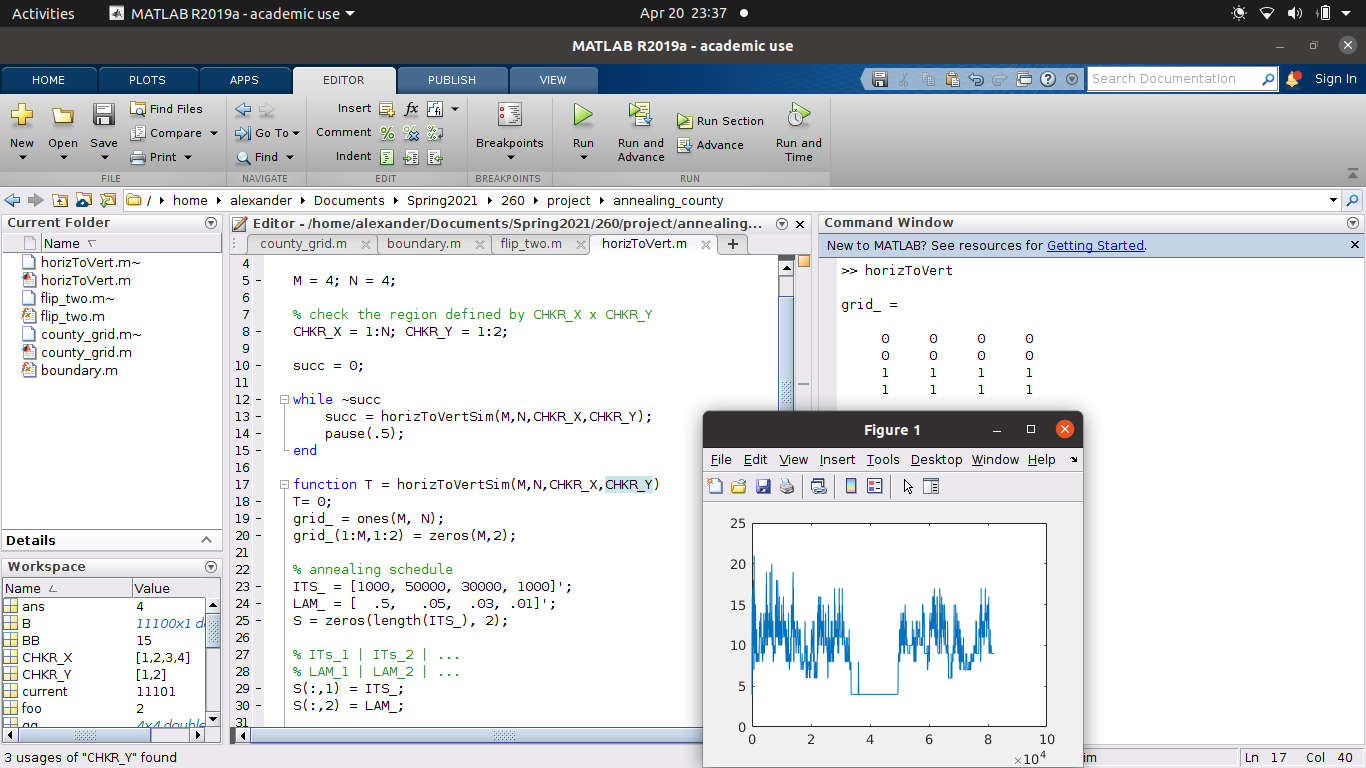 Activities
MATLAB R2019a - academic use
Apr 20 23:37
MATLAB R2019a - academic use
HOME PLOTS APPS EDITOR PUBLISH VIEW
Search Documentation
Sign In
New
Open
Save
Find Files
Compare
Print
FILE
Go To
Find
NAVIGATE
Insert
Comment
Indent
EDIT
Breakpoints
BREAKPOINTS
Run
Run and Advance
Run Section
Advance
Run and Time
RUN
/ home alexander Documents Spring2021 260 project annealing_county
Current Folder
Name
horizToVert.m~
horizToVert.m
flip_two.m~
flip_two.m
county_grid.m~
county_grid.m
boundary.m
Details
Workspace
Name Value
ans 4
B 11100x1 d
BB 15
CHKR_X [1,2,3,4]
CHKR_Y [1,2]
current 11101
foo 2
gg 4x4 double
Editor - /home/alexander/Documents/Spring2021/260/project/annealing...
county_grid.m boundary.m flip_two.m horizToVert.m
4
5 - M = 4; N = 4;
6
7 % check the region defined by CHKR_X x CHKR_Y
8 - CHKR_X = 1:N; CHKR_Y = 1:2;
9
10 - succ = 0;
11
12 - while ~succ
13 - succ = horizToVertSim(M,N,CHKR_X,CHKR_Y);
14 - pause(.5);
15 - end
16
17 function T = horizToVertSim(M,N,CHKR_X,CHKR_Y)
18 - T= 0;
19 - grid_ = ones(M, N);
20 - grid_(1:M,1:2) = zeros(M,2);
21
22 % annealing schedule
23 - ITS_ = [1000, 50000, 30000, 1000]';
24 - LAM_ = [ .5, .05, .03, .01]';
25 - S = zeros(length(ITS_), 2);
26
27 % ITs_1 | ITs_2 | ...
28 % LAM_1 | LAM_2 | ...
29 - S(:,1) = ITS_;
30 - S(:,2) = LAM_;
31
Command Window
New to MATLAB? See resources for Getting Started.
>> horizToVert
grid_ =
0 0 0 0
0 0 0 0
1 1 1 1
1 1 1 1
Figure 1
File Edit View Insert Tools Desktop Window Help
25
20
15
10
5
0
0 2 4 6 8 10
×10⁴
3 usages of "CHKR_Y" found
Ln 17 Col 40